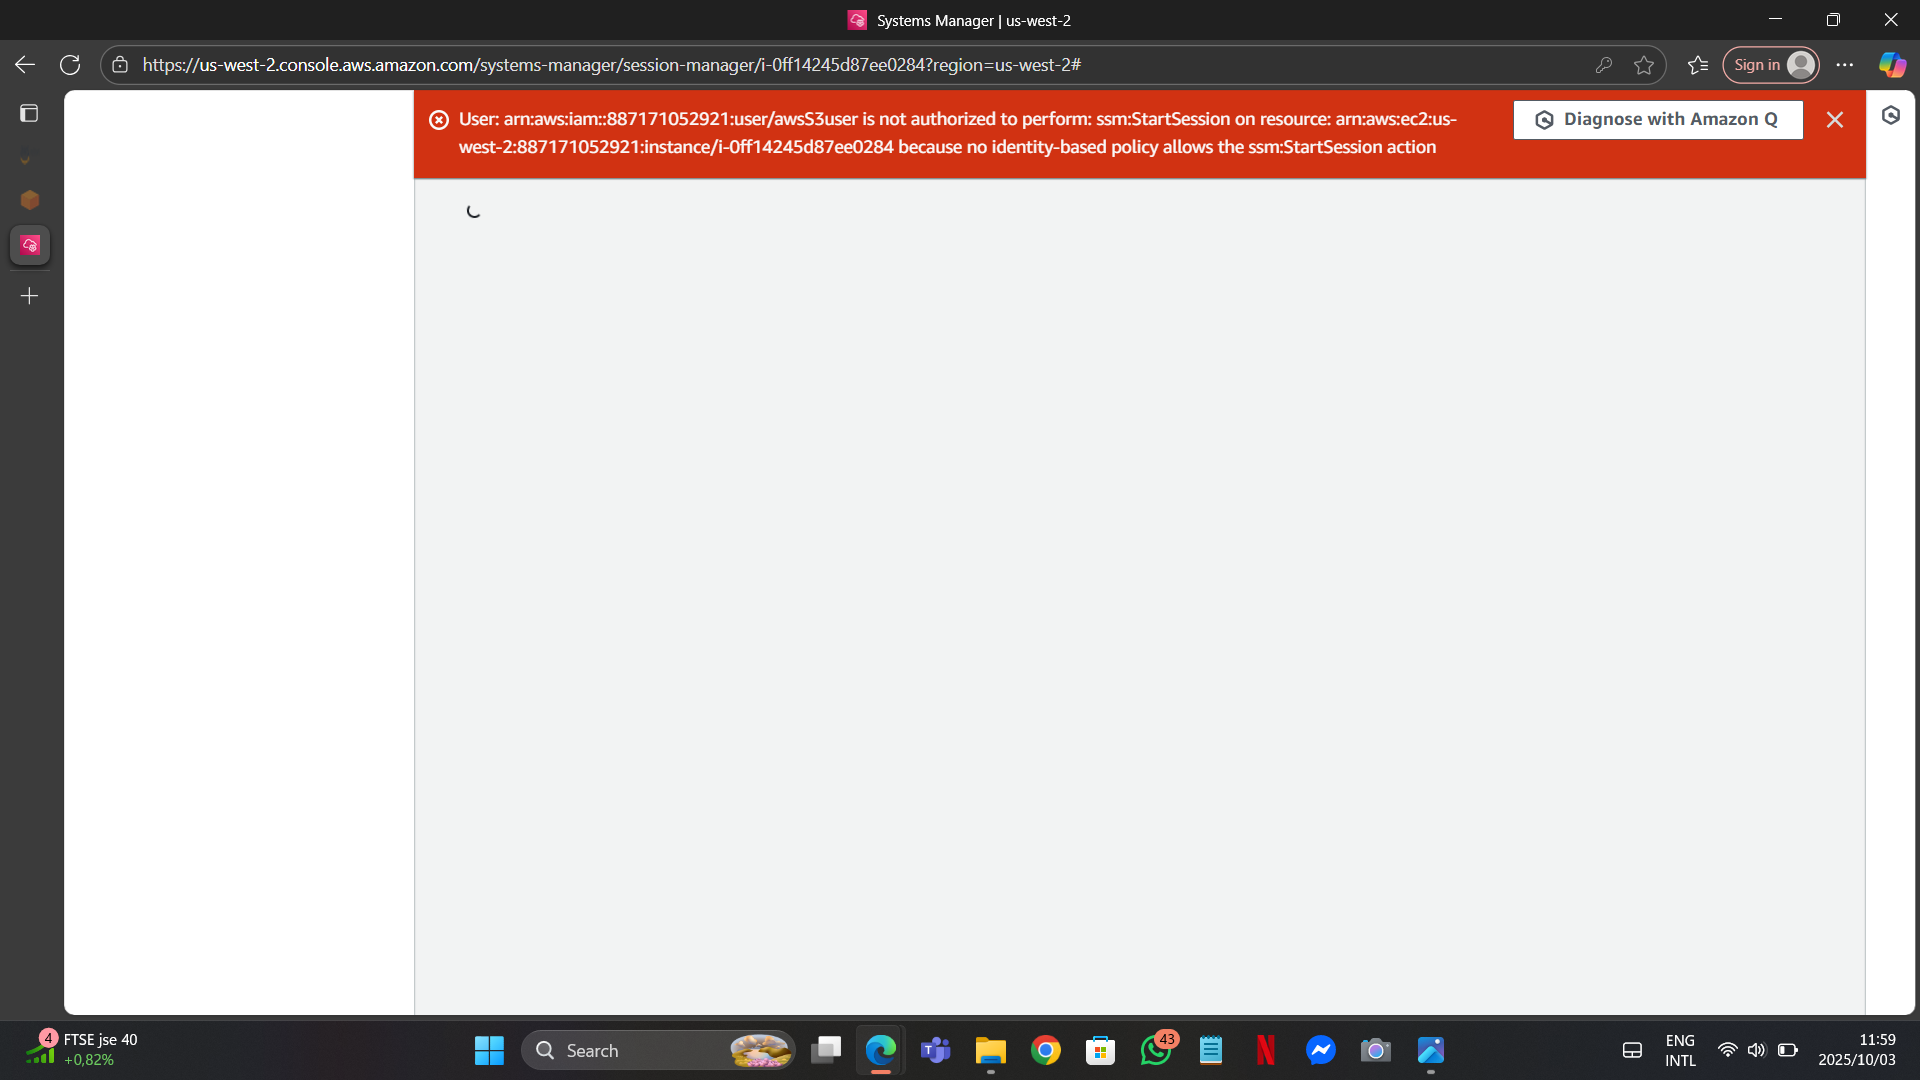 Systems Manager | us-west-2
https://us-west-2.console.aws.amazon.com/systems-manager/session-manager/i-0ff14245d87ee0284?region=us-west-2#
Sign in
User: arn:aws:iam::887171052921:user/awsS3user is not authorized to perform: ssm:StartSession on resource: arn:aws:ec2:us-
west-2:887171052921:instance/i-0ff14245d87ee0284 because no identity-based policy allows the ssm:StartSession action
Diagnose with Amazon Q
4
FTSE jse 40
+0,82%
Search
43
ENG
INTL
11:59
2025/10/03